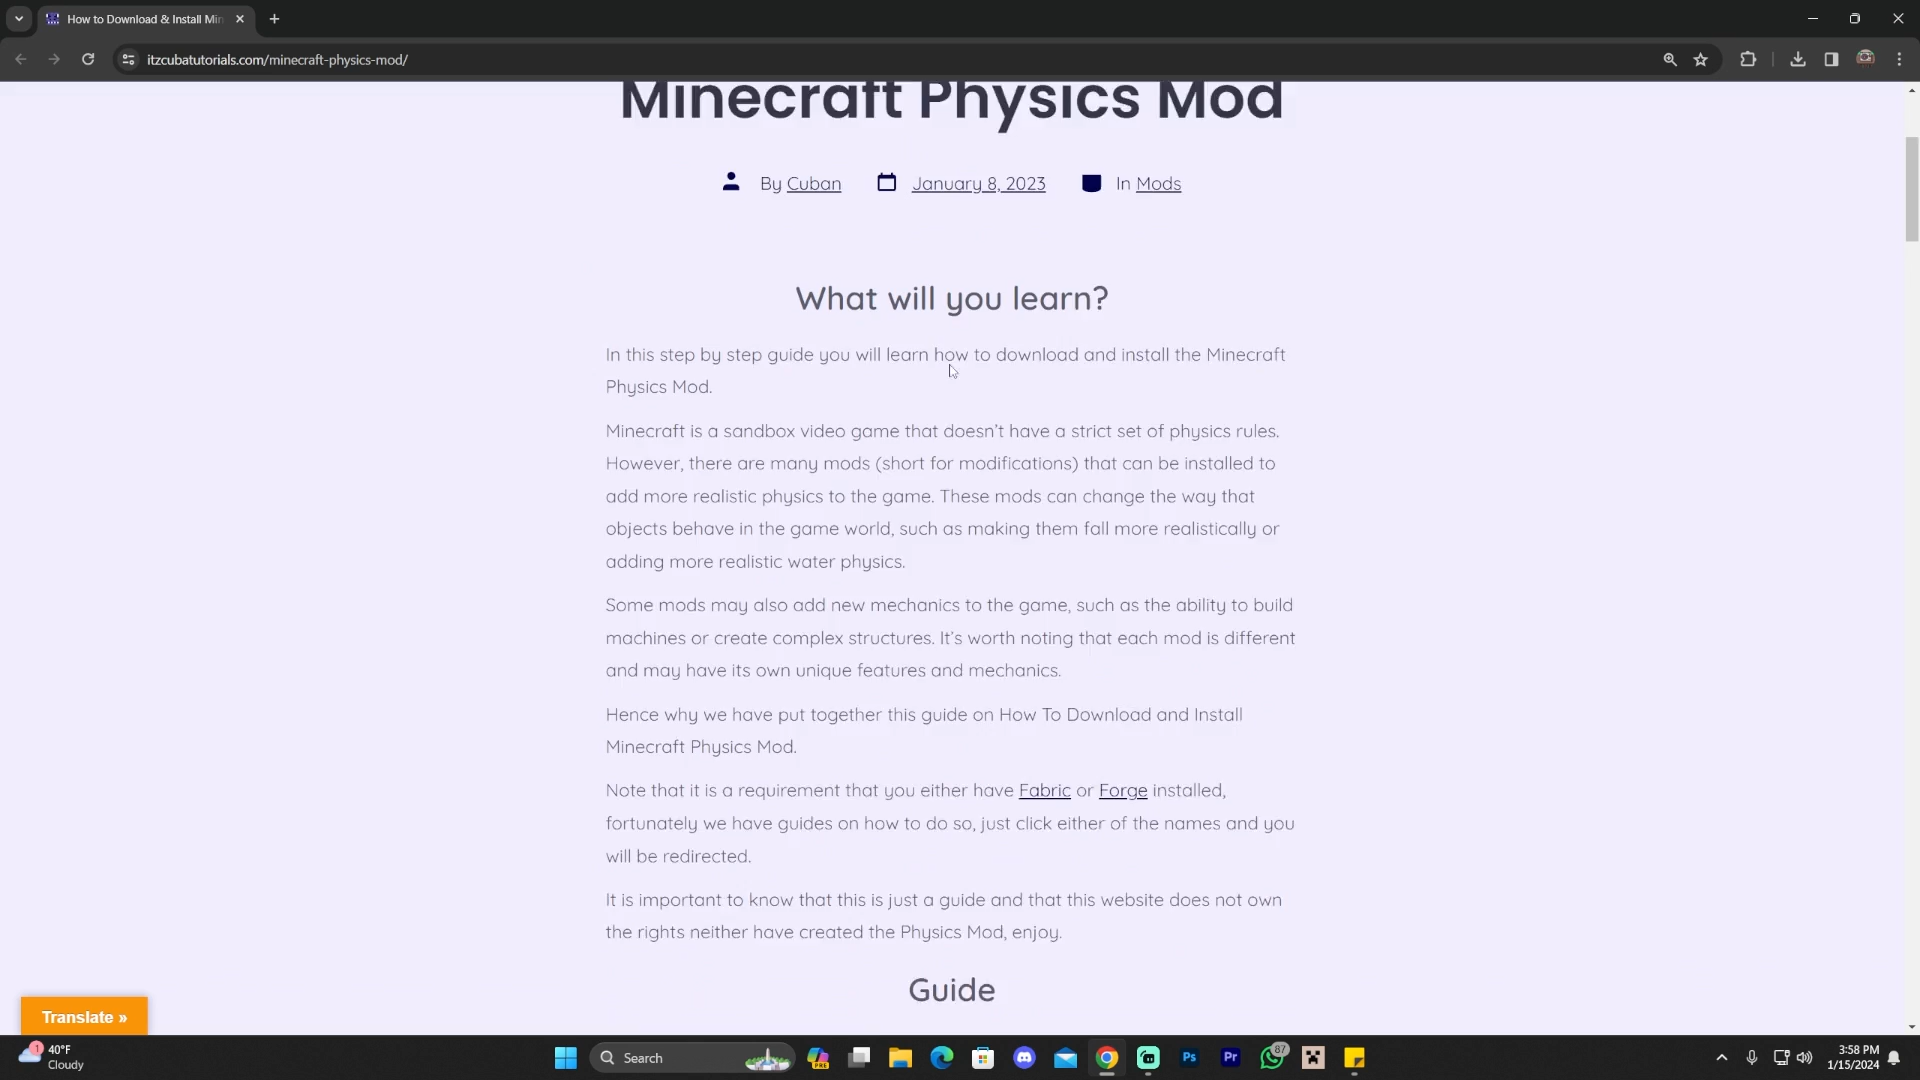 How to Download & Install Min
itzcubatutorials.com/minecraft-physics-mod/
Minecraft Physics Mod
By Cuban January 8, 2023 In Mods
What will you learn?
In this step by step guide you will learn how to download and install the Minecraft
Physics Mod.
Minecraft is a sandbox video game that doesn't have a strict set of physics rules.
However, there are many mods (short for modifications) that can be installed to
add more realistic physics to the game. These mods can change the way that
objects behave in the game world, such as making them fall more realistically or
adding more realistic water physics.
Some mods may also add new mechanics to the game, such as the ability to build
machines or create complex structures. It's worth noting that each mod is different
and may have its own unique features and mechanics.
Hence why we have put together this guide on How To Download and Install
Minecraft Physics Mod.
Note that it is a requirement that you either have Fabric or Forge installed,
fortunately we have guides on how to do so, just click either of the names and you
will be redirected.
It is important to know that this is just a guide and that this website does not own
the rights neither have created the Physics Mod, enjoy.
Guide
Translate »
1
40°F
Cloudy
Search
PRE
Ps
Pr
87
3:58 PM
1/15/2024